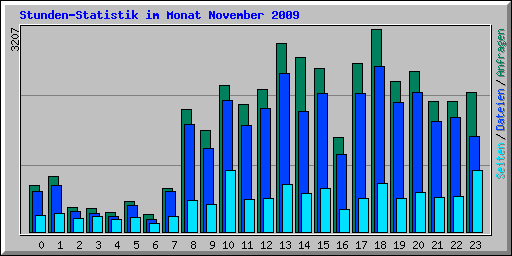 Stunden-Statistik im Monat November 2009
3207
Seiten / Dateien / Anfragen
0 1 2 3 4 5 6 7 8 9 10 11 12 13 14 15 16 17 18 19 20 21 22 23